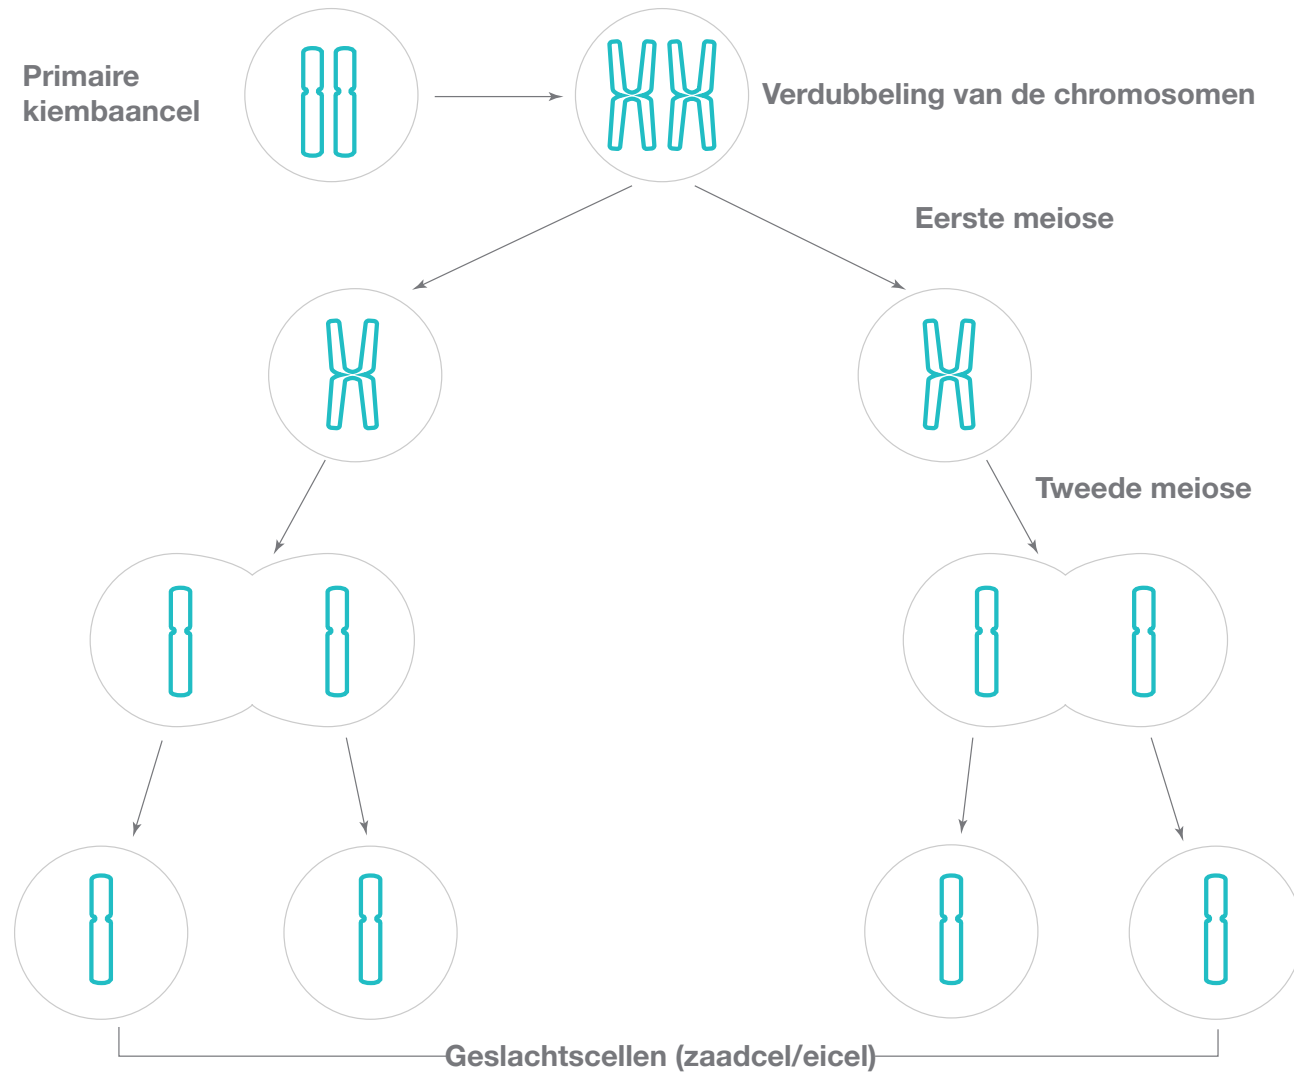 Primaire
kiembaancel
Verdubbeling van de chromosomen
Eerste meiose
Tweede meiose
Geslachtscellen (zaadcel/eicel)